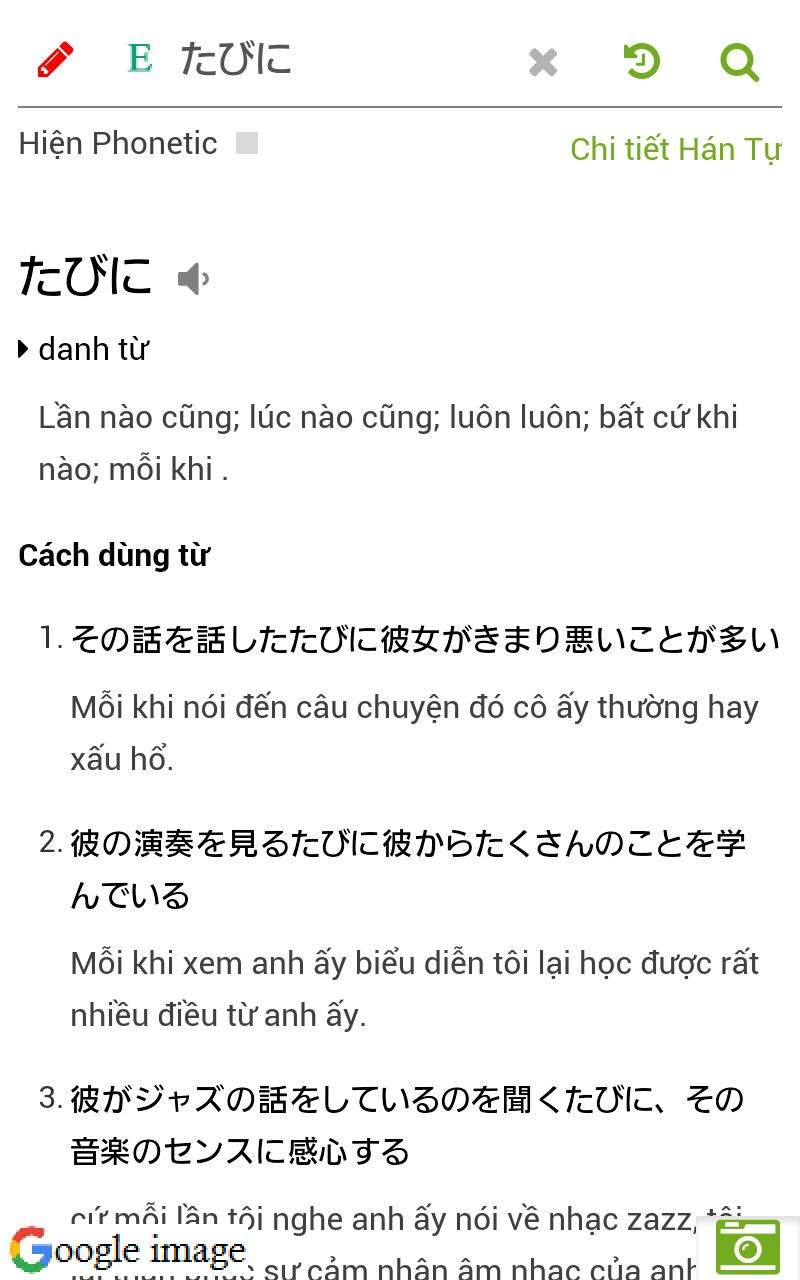 E たびに
Hiện Phonetic
Chi tiết Hán Tự
たびに
danh từ
Lần nào cũng; lúc nào cũng; luôn luôn; bất cứ khi
nào; mỗi khi .
Cách dùng từ
1. その話を話したたびに彼女がきまり悪いことが多い
Mỗi khi nói đến câu chuyện đó cô ấy thường hay
xấu hổ.
2. 彼の演奏を見るたびに彼からたくさんのことを学
んでいる
Mỗi khi xem anh ấy biểu diễn tôi lại học được rất
nhiều điều từ anh ấy.
3. 彼がジャズの話をしているのを聞くたびに、その
音楽のセンスに感心する
cứ mỗi lần tôi nghe anh ấy nói về nhạc zazz, tôi
Google image
sự cảm nhận âm nhạc của anh